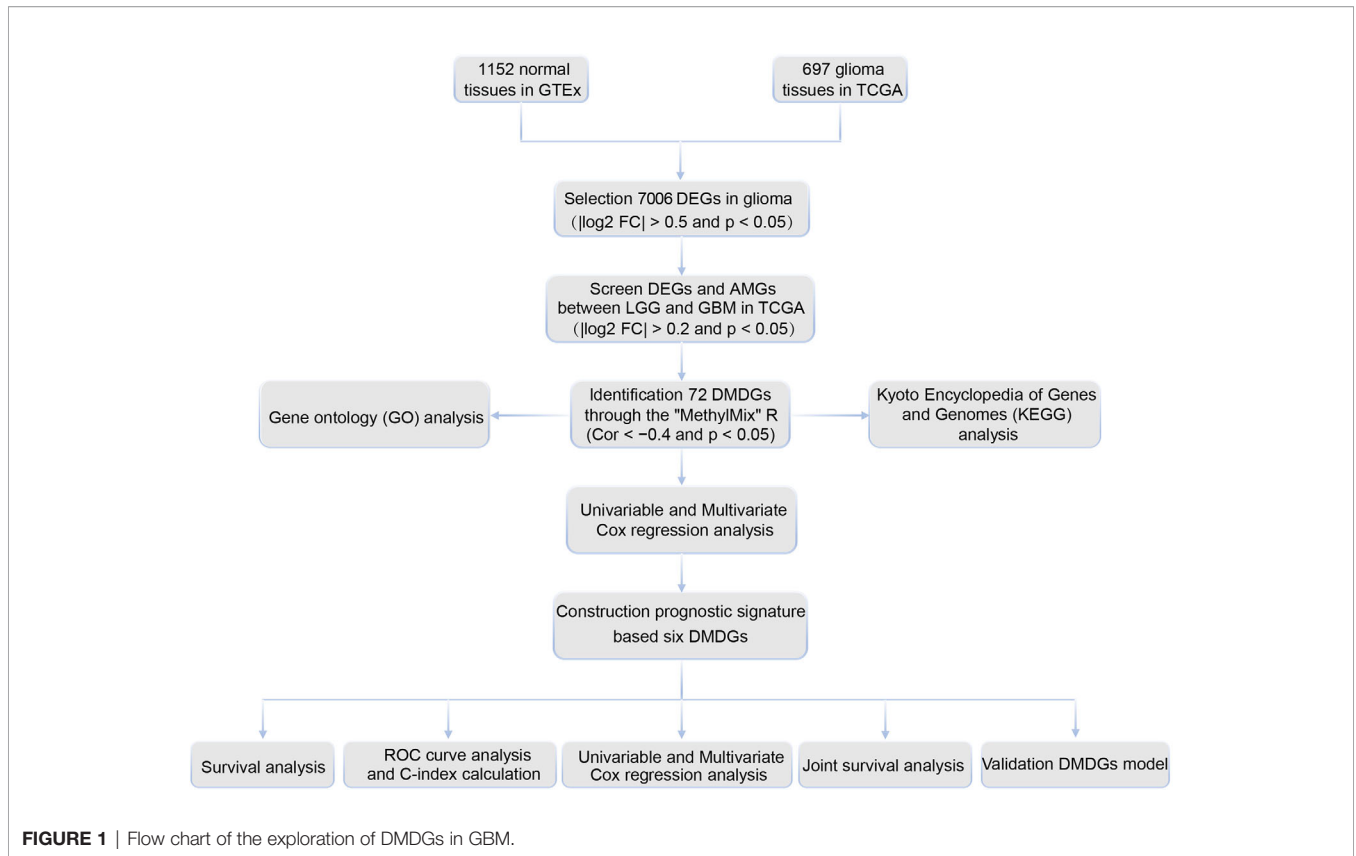 1152 normal
tissues in GTEx
697 glioma
tissues in TCGA
Selection 7006 DEGs in glioma
（|log2 FC| > 0.5 and p < 0.05）
Screen DEGs and AMGs
between LGG and GBM in TCGA
（|log2 FC| > 0.2 and p < 0.05）
Gene ontology (GO) analysis
Identification 72 DMDGs
through the "MethylMix" R
(Cor < −0.4 and p < 0.05)
Kyoto Encyclopedia of Genes
and Genomes (KEGG)
analysis
Univariable and Multivariate
Cox regression analysis
Construction prognostic signature
based six DMDGs
Survival analysis
ROC curve analysis
and C-index calculation
Univariable and Multivariate
Cox regression analysis
Joint survival analysis
Validation DMDGs model
FIGURE 1 | Flow chart of the exploration of DMDGs in GBM.